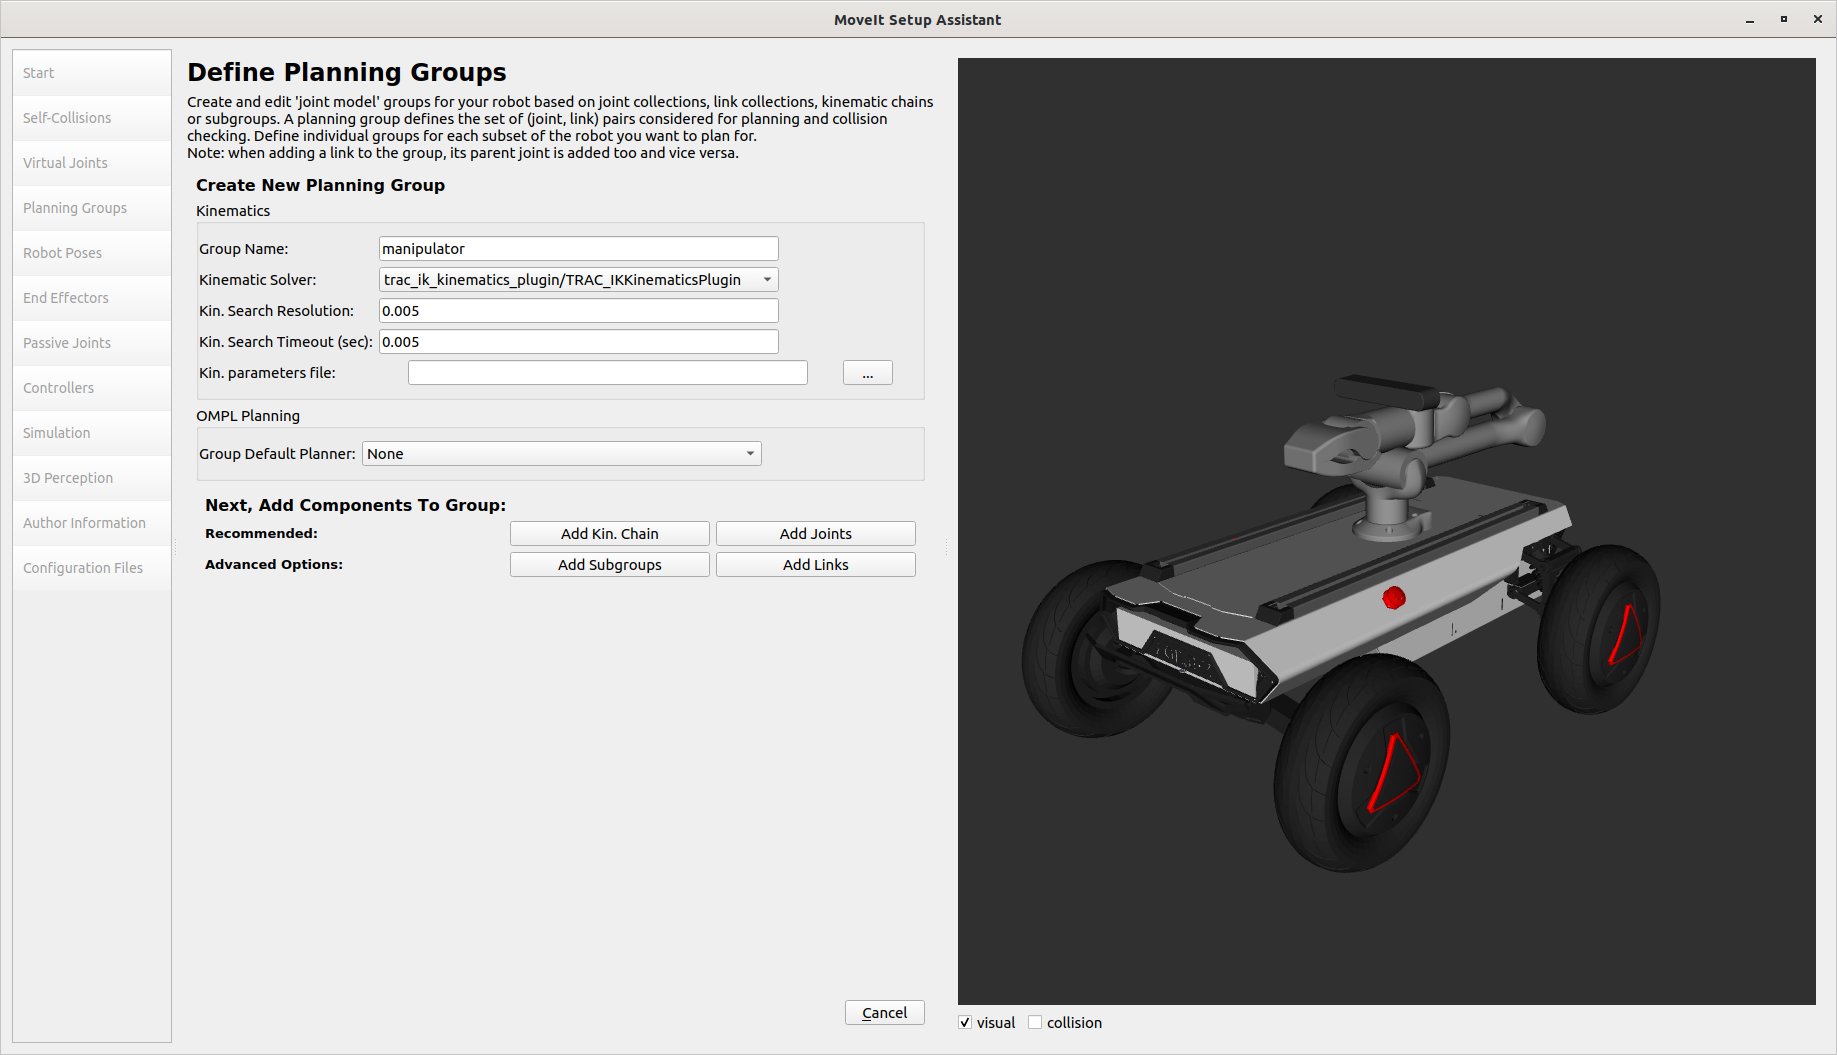 MoveIt Setup Assistant
Start
Self-Collisions
Virtual Joints
Planning Groups
Robot Poses
End Effectors
Passive Joints
Controllers
Simulation
3D Perception
Author Information
Configuration Files
Define Planning Groups
Create and edit 'joint model' groups for your robot based on joint collections, link collections, kinematic chains
or subgroups. A planning group defines the set of (joint, link) pairs considered for planning and collision
checking. Define individual groups for each subset of the robot you want to plan for.
Note: when adding a link to the group, its parent joint is added too and vice versa.
Create New Planning Group
Kinematics
Group Name: manipulator
Kinematic Solver: trac_ik_kinematics_plugin/TRAC_IKKinematicsPlugin
Kin. Search Resolution: 0.005
Kin. Search Timeout (sec): 0.005
Kin. parameters file: ...
OMPL Planning
Group Default Planner: None
Next, Add Components To Group:
Recommended: Add Kin. Chain Add Joints
Advanced Options: Add Subgroups Add Links
Cancel
visual collision